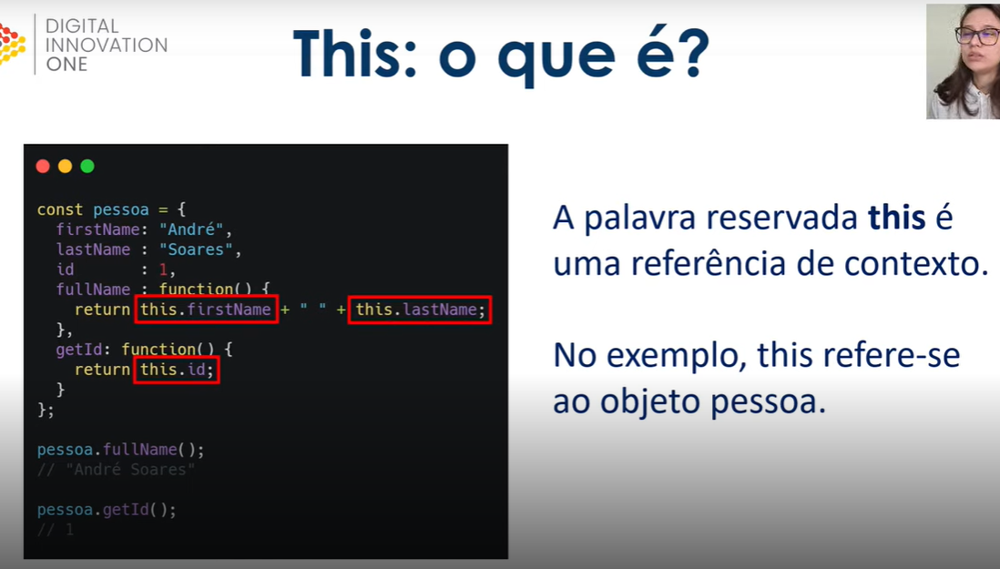 DIGITAL
INNOVATION
ONE
This: o que é?
const pessoa = {
  firstName: "André",
  lastName : "Soares",
  id       : 1,
  fullName : function() {
    return this.firstName + " " + this.lastName;
  },
  getId: function() {
    return this.id;
  }
};
pessoa.fullName();
// "André Soares"
pessoa.getId();
// 1
A palavra reservada this é
uma referência de contexto.
No exemplo, this refere-se
ao objeto pessoa.